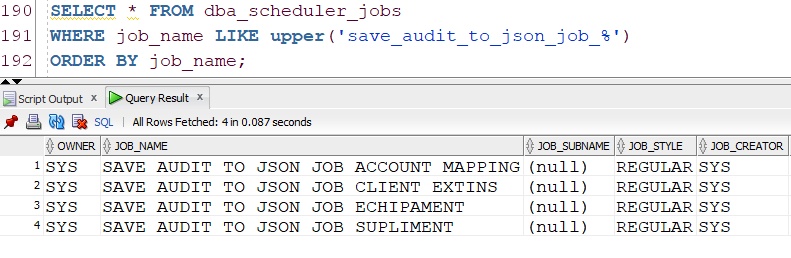 190 SELECT * FROM dba_scheduler_jobs
191 WHERE job_name LIKE upper('save_audit_to_json_job_%')
192 ORDER BY job_name;
Script Output x Query Result x
SQL | All Rows Fetched: 4 in 0.087 seconds
OWNER JOB_NAME JOB_SUBNAME JOB_STYLE JOB_CREATOR
1 SYS SAVE AUDIT TO JSON JOB ACCOUNT MAPPING (null) REGULAR SYS
2 SYS SAVE AUDIT TO JSON JOB CLIENT EXTINS (null) REGULAR SYS
3 SYS SAVE AUDIT TO JSON JOB ECHIPAMENT (null) REGULAR SYS
4 SYS SAVE AUDIT TO JSON JOB SUPLIMENT (null) REGULAR SYS